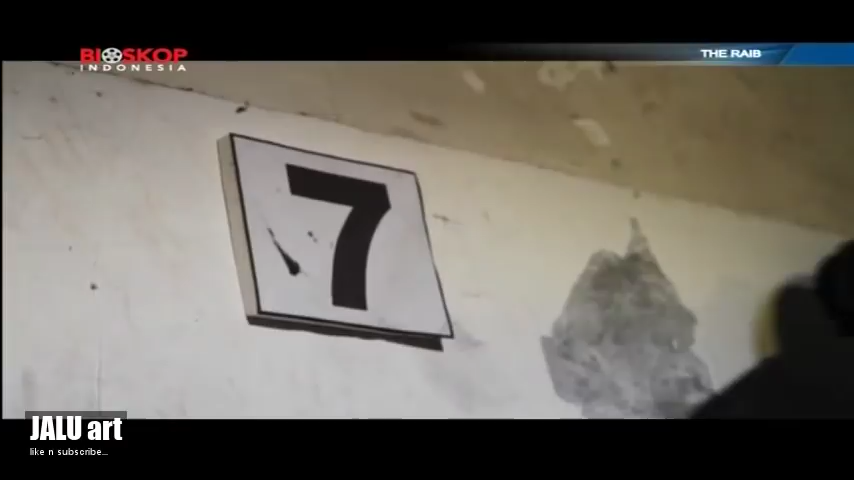 BIOSKOP
INDONESIA
THE RAIB
7
JALU art
like n subscribe...